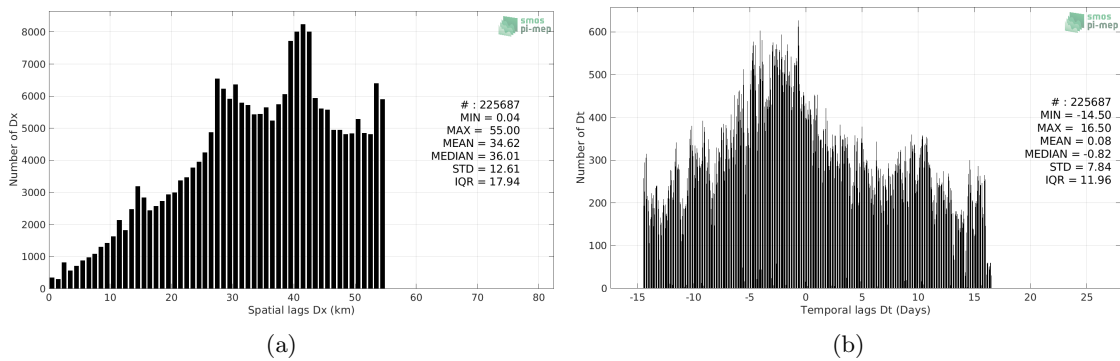 8000
7000
6000
5000
4000
3000
2000
1000
0
Number of Dx
0 10 20 30 40 50 60 70 80
Spatial lags Dx (km)
smos
pi-mep
# : 225687
MIN = 0.04
MAX = 55.00
MEAN = 34.62
MEDIAN = 36.01
STD = 12.61
IQR = 17.94
(a)
600
500
400
300
200
100
0
Number of Dt
-15 -10 -5 0 5 10 15 20 25
Temporal lags Dt (Days)
smos
pi-mep
# : 225687
MIN = -14.50
MAX = 16.50
MEAN = 0.08
MEDIAN = -0.82
STD = 7.84
IQR = 11.96
(b)